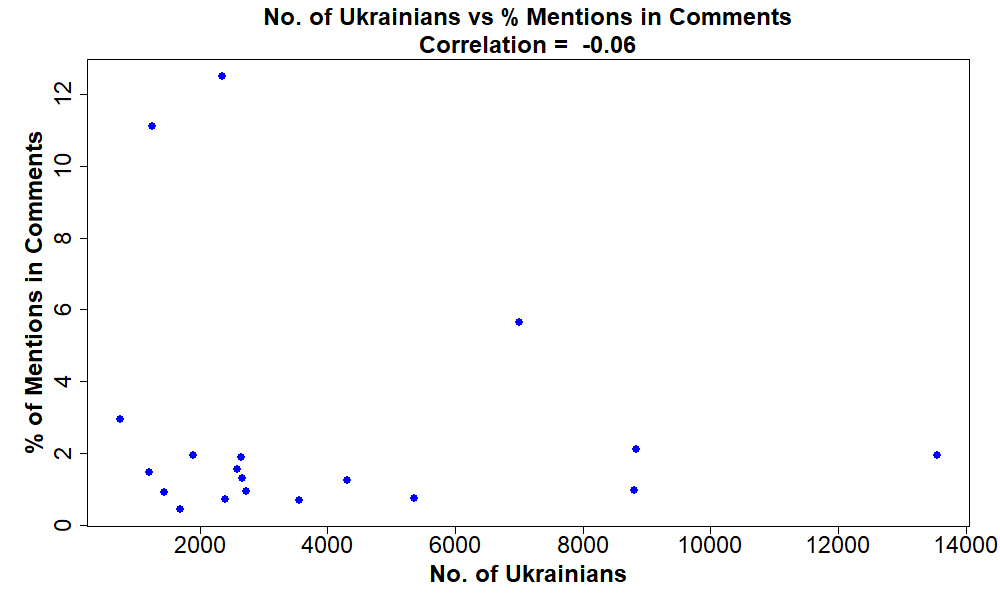 No. of Ukrainians vs % Mentions in Comments
Correlation =  -0.06
% of Mentions in Comments
12
10
8
6
4
2
0
2000 4000 6000 8000 10000 12000 14000
No. of Ukrainians